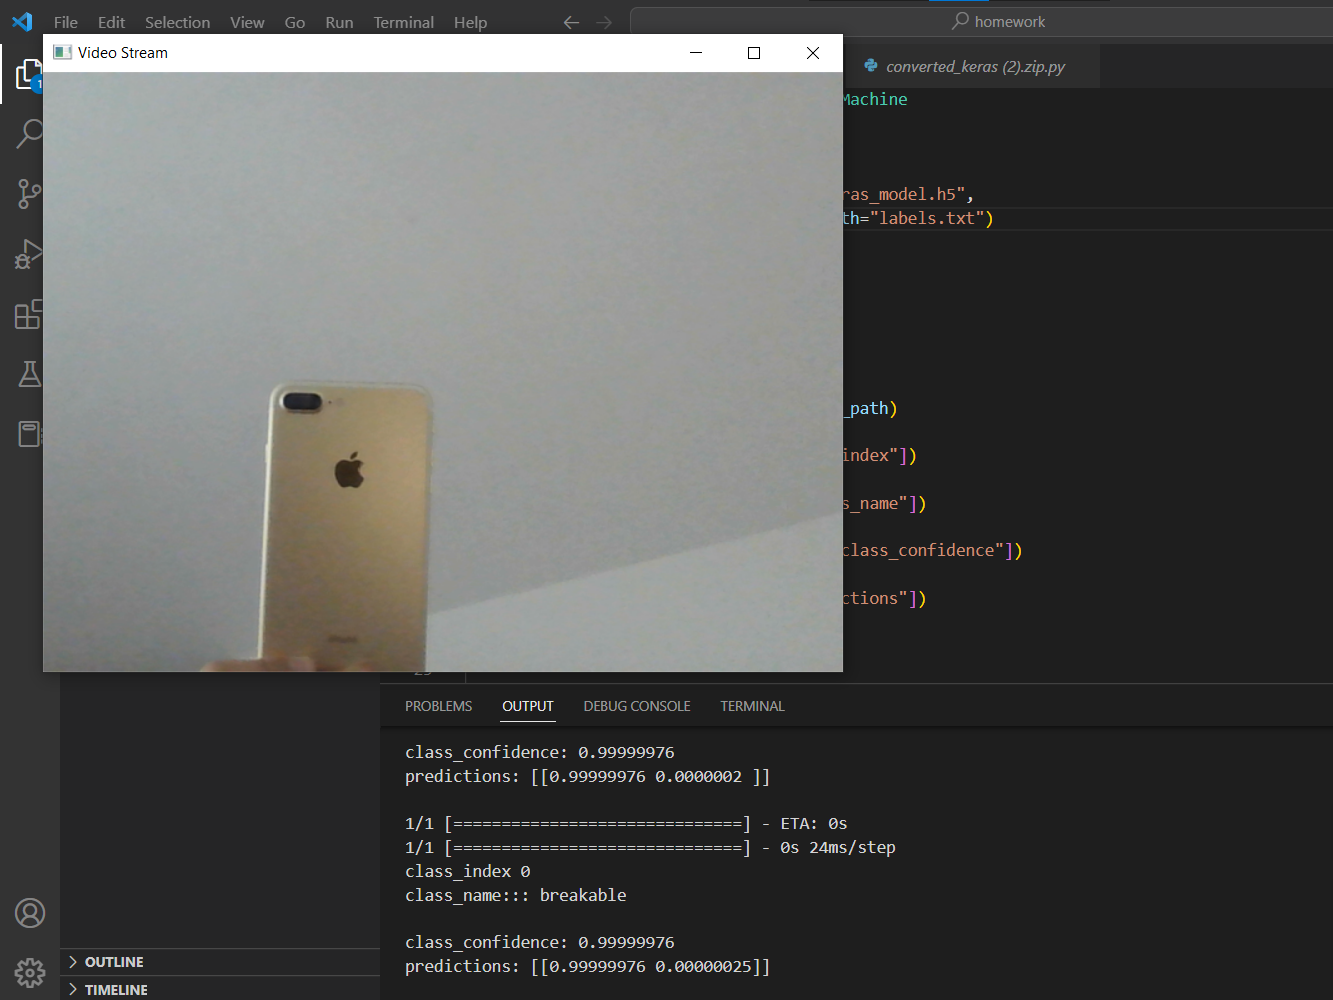 File Edit Selection View Go Run Terminal Help
homework
Video Stream
1
converted_keras (2).zip.py
Machine
ras_model.h5",
th="labels.txt")
_path)
index"])
s_name"])
class_confidence"])
ctions"])
PROBLEMS OUTPUT DEBUG CONSOLE TERMINAL
class_confidence: 0.99999976
predictions: [[0.99999976 0.0000002 ]]
1/1 [==============================] - ETA: 0s
1/1 [==============================] - 0s 24ms/step
class_index 0
class_name::: breakable
class_confidence: 0.99999976
predictions: [[0.99999976 0.00000025]]
OUTLINE
TIMELINE